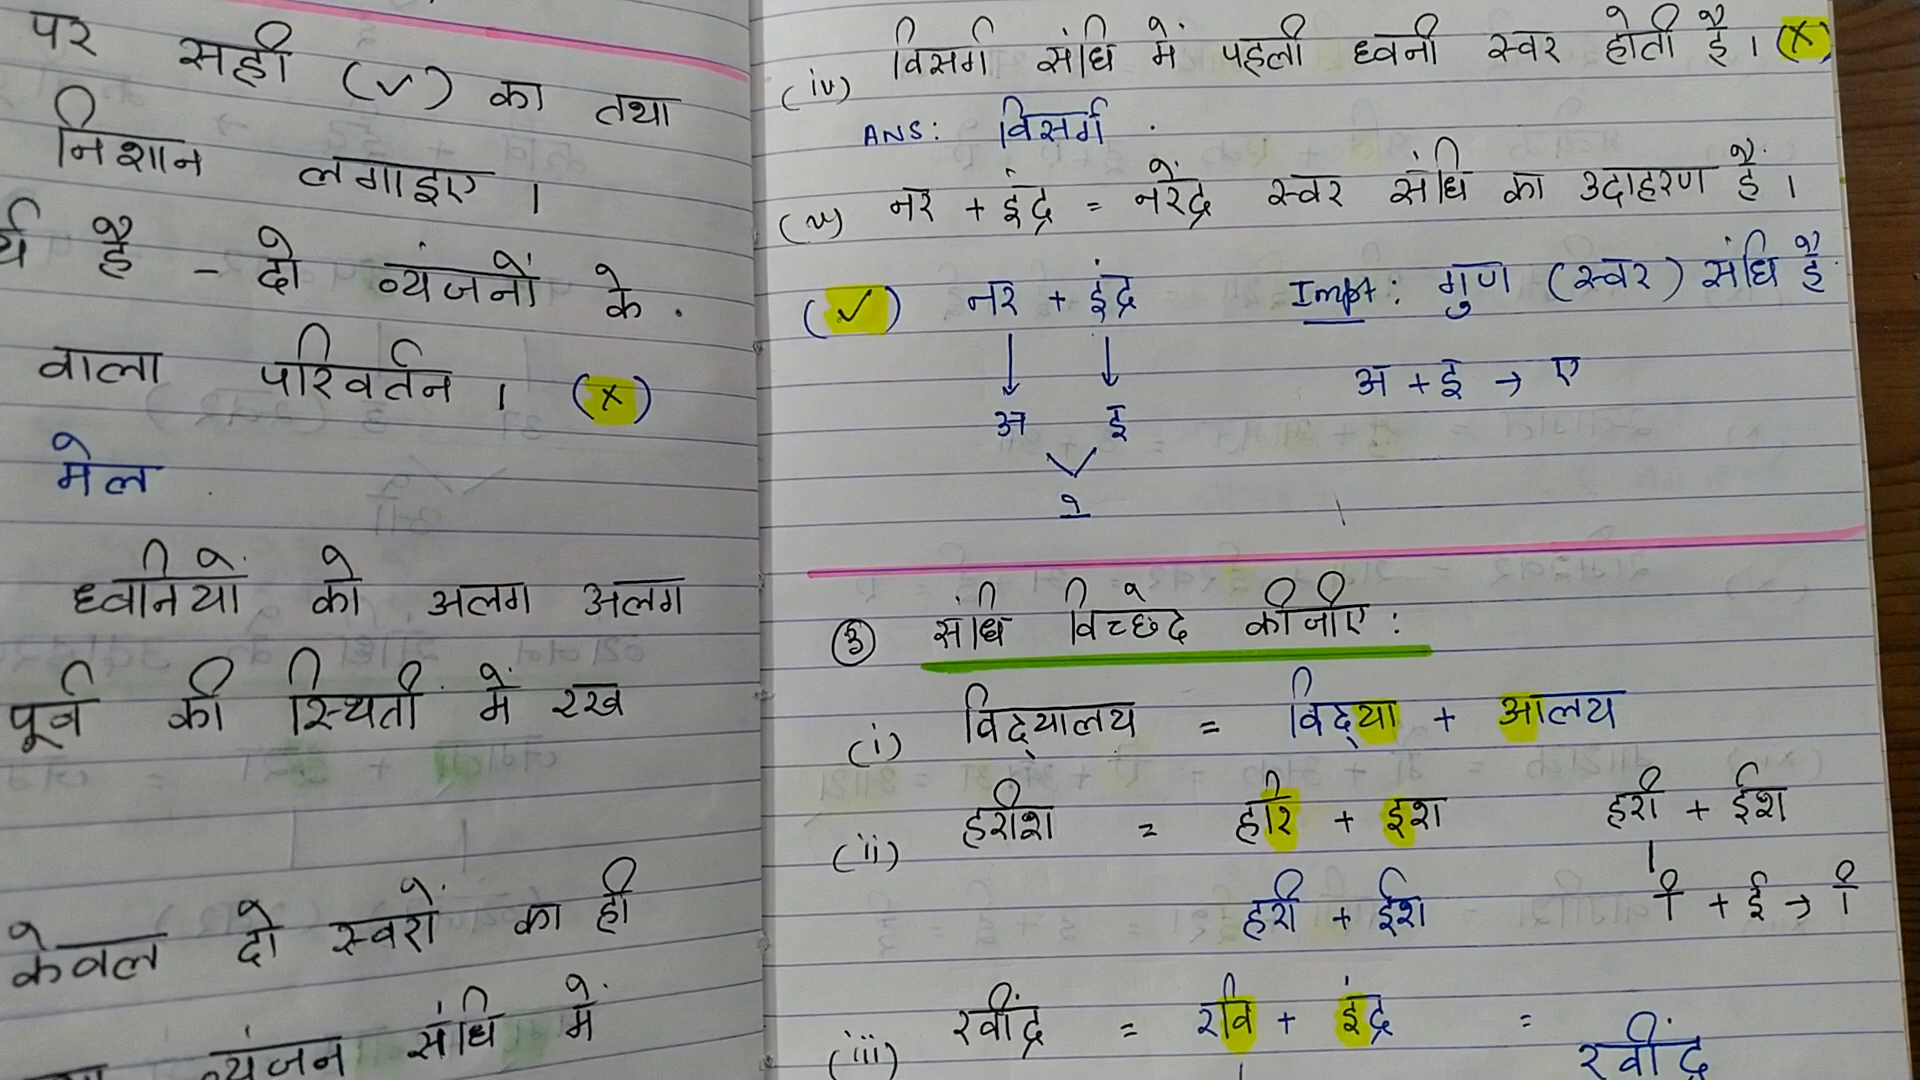 पर सही (✓) का तथा
निशान लगाइए ।
है - दो व्यंजनों के
वाला परिवर्तन । (x)
मेल
ध्वनियों को अलग अलग
पूर्व की स्थिती में रख
केवल दो स्वरों का ही
व्यंजन संधि में
(iv) विसर्ग संधि में पहली ध्वनी स्वर होती है । (x)
ANS: विसर्ग .
(v) नर + इंद्र = नरेंद्र स्वर संधि का उदाहरण है ।
(✓) नर + इंद्र Impt: गुण (स्वर) संधि है
↓ ↓ अ + इ → ए
अ इ
े
③ संधि विच्छेद कीजीए :
(i) विद्यालय = विद्या + आलय
(ii) हरीश = हरि + इश हरी + ईश
हरी + ईश ी + ई → ी
(iii) रवींद्र = रवि + इंद्र = रवींद्र